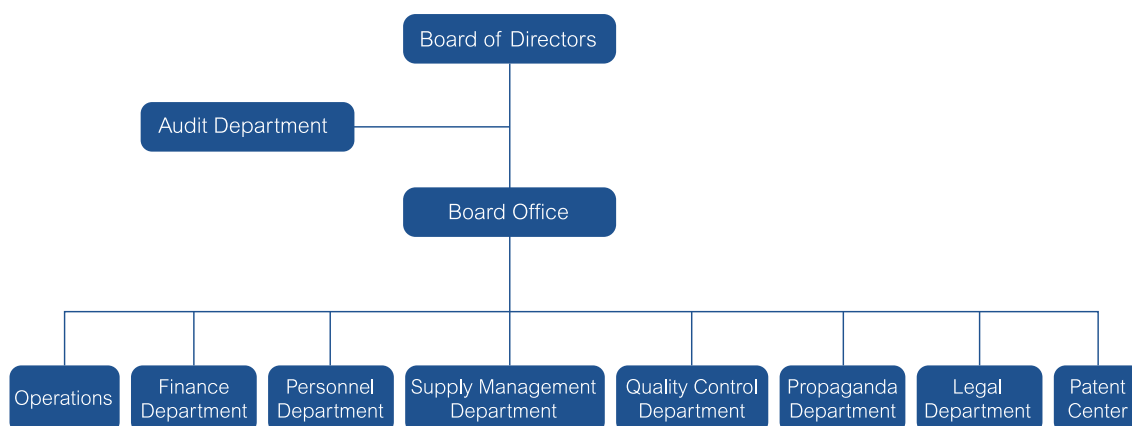 Board of Directors
Audit Department
Board Office
Operations
Finance
Department
Personnel
Department
Supply Management
Department
Quality Control
Department
Propaganda
Department
Legal
Department
Patent
Center